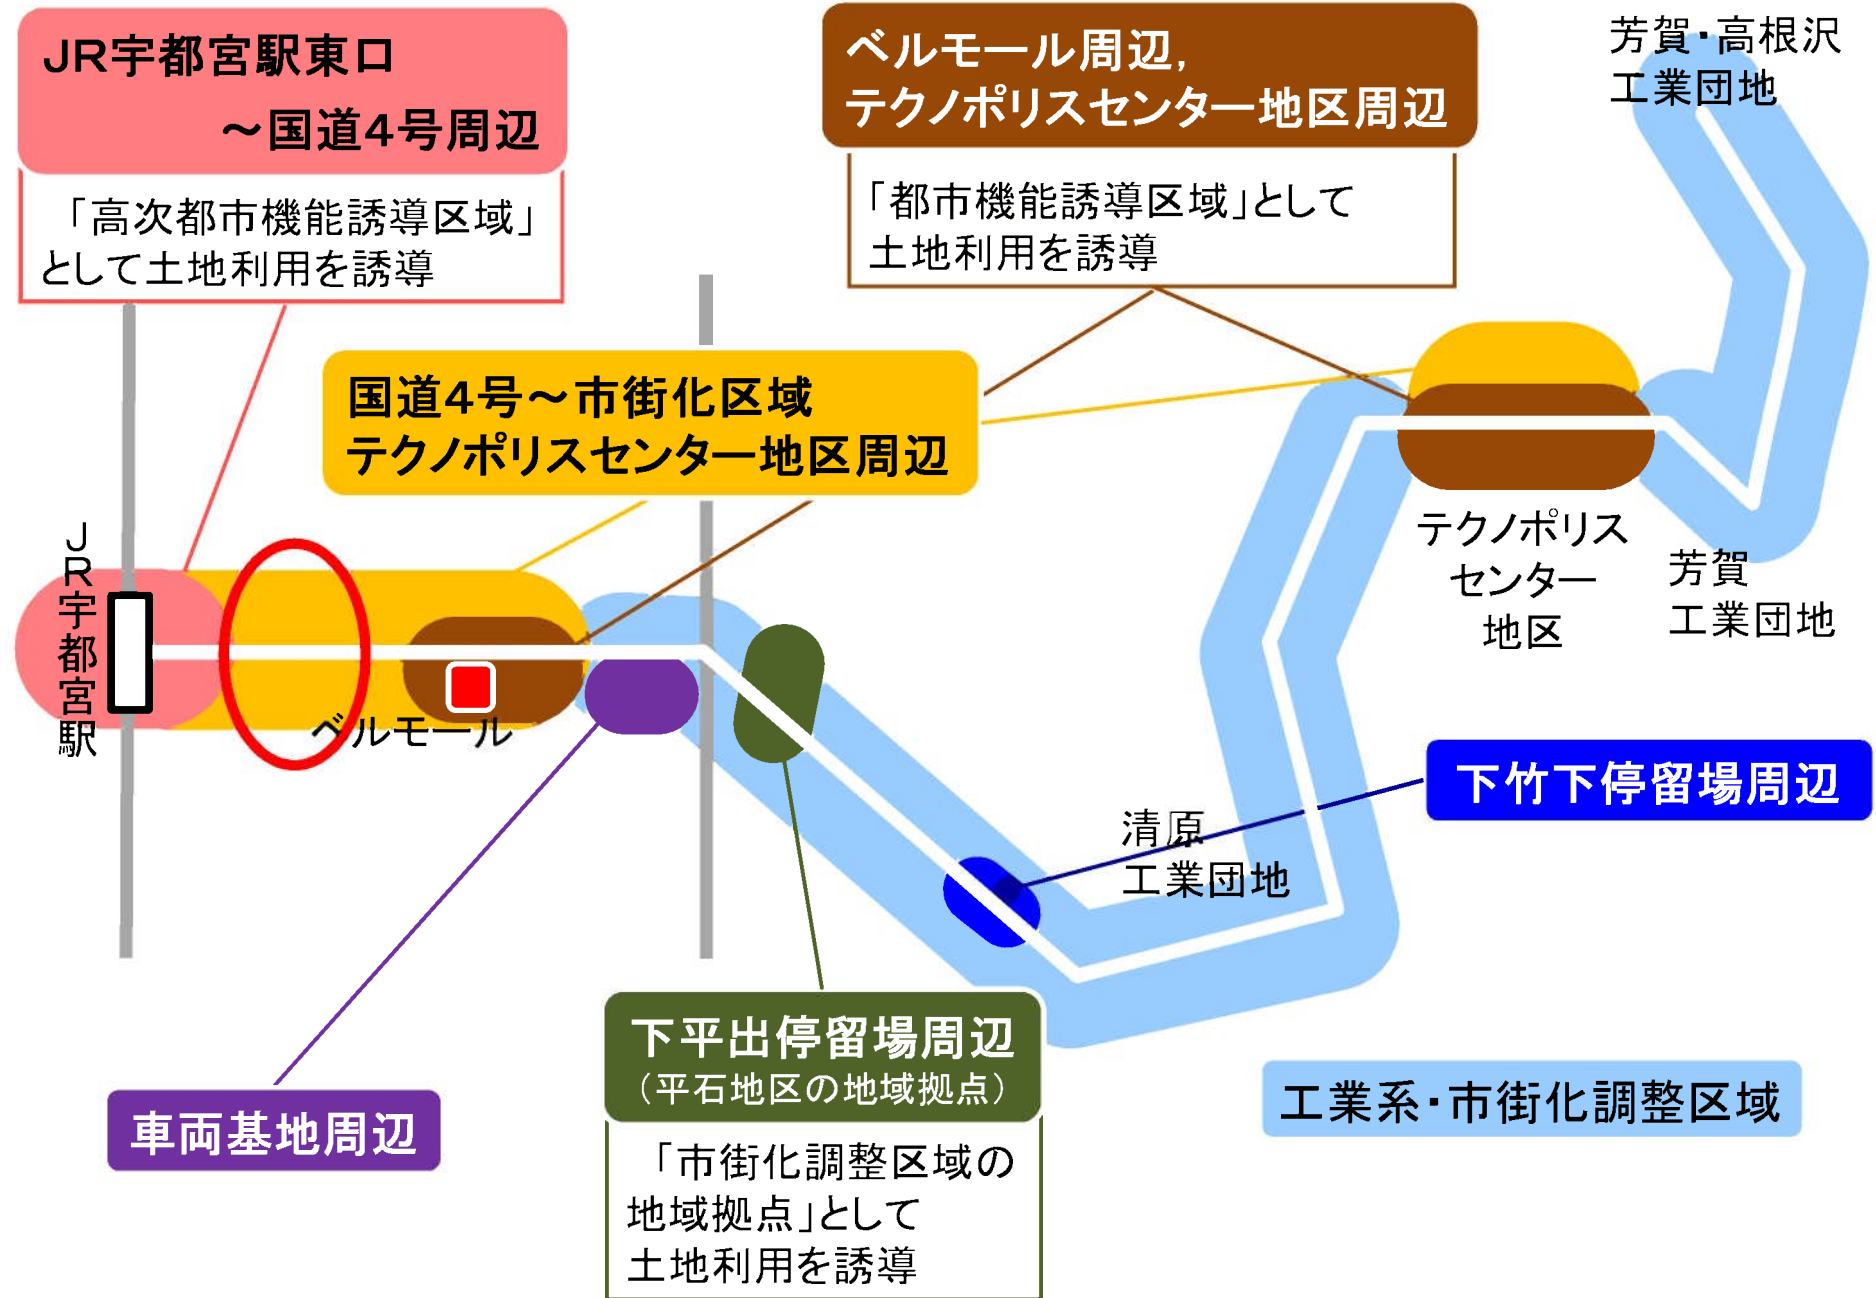 JR宇都宮駅東口
～国道4号周辺
「高次都市機能誘導区域」
として土地利用を誘導
ベルモール周辺,
テクノポリスセンター地区周辺
「都市機能誘導区域」として
土地利用を誘導
芳賀・高根沢
工業団地
国道4号～市街化区域
テクノポリスセンター地区周辺
JR宇都宮駅
ベルモール
テクノポリス
センター
地区
芳賀
工業団地
下竹下停留場周辺
清原
工業団地
下平出停留場周辺
（平石地区の地域拠点）
「市街化調整区域の
地域拠点」として
土地利用を誘導
車両基地周辺
工業系・市街化調整区域